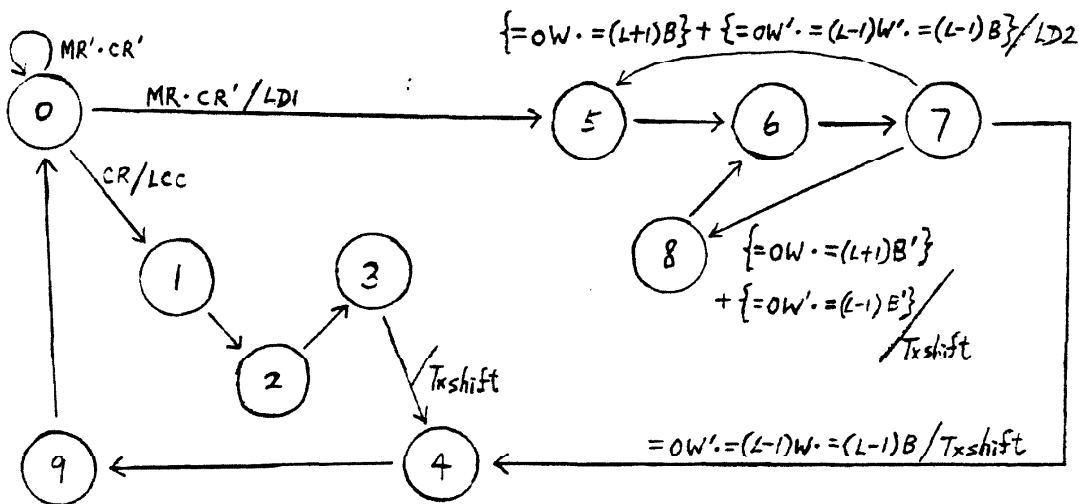 {=0W·=(L+1)B}+{=0W'·=(L-1)W'·=(L-1)B}/LD2
MR'·CR'
0
MR·CR'/LD1
5
6
7
CR/LCC
8
{=0W·=(L+1)B'}
+{=0W'·=(L-1)B'}
/Txshift
1
3
2
/Txshift
9
4
=0W'·=(L-1)W·=(L-1)B/Txshift